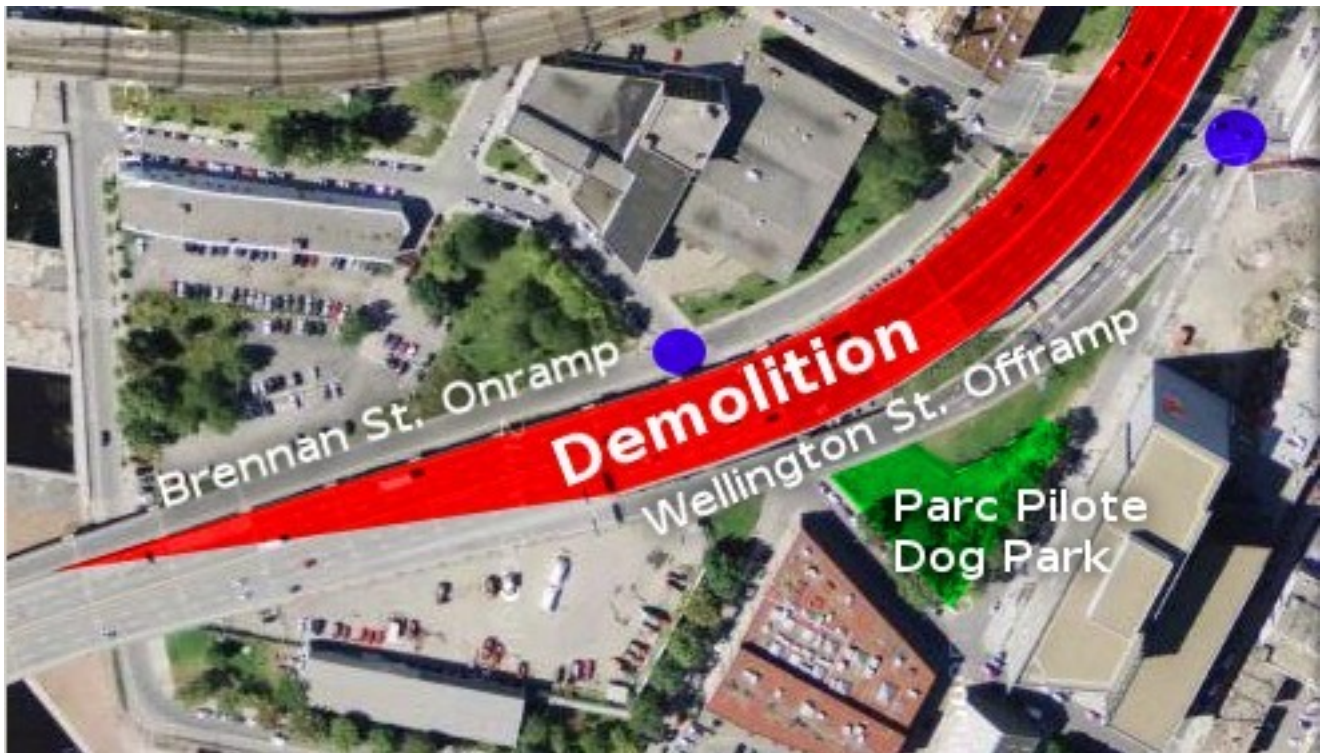 Brennan St. Onramp
Demolition
Wellington St. Offramp
Parc Pilote
Dog Park